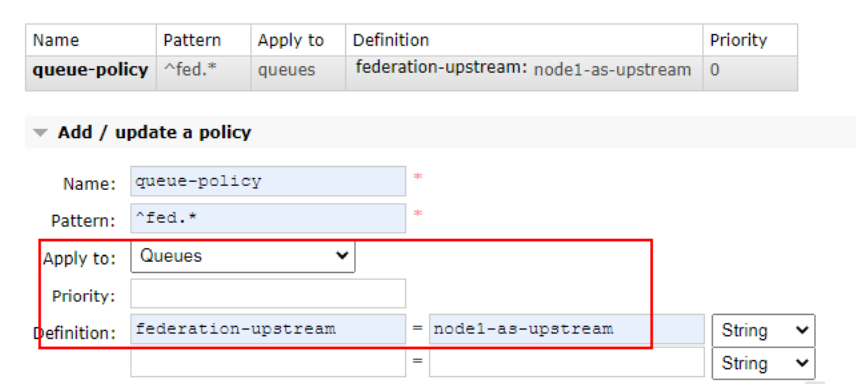 Name Pattern Apply to Definition Priority
queue-policy ^fed.* queues federation-upstream: node1-as-upstream 0
Add / update a policy
Name: queue-policy *
Pattern: ^fed.* *
Apply to: Queues
Priority:
Definition: federation-upstream = node1-as-upstream String
= String